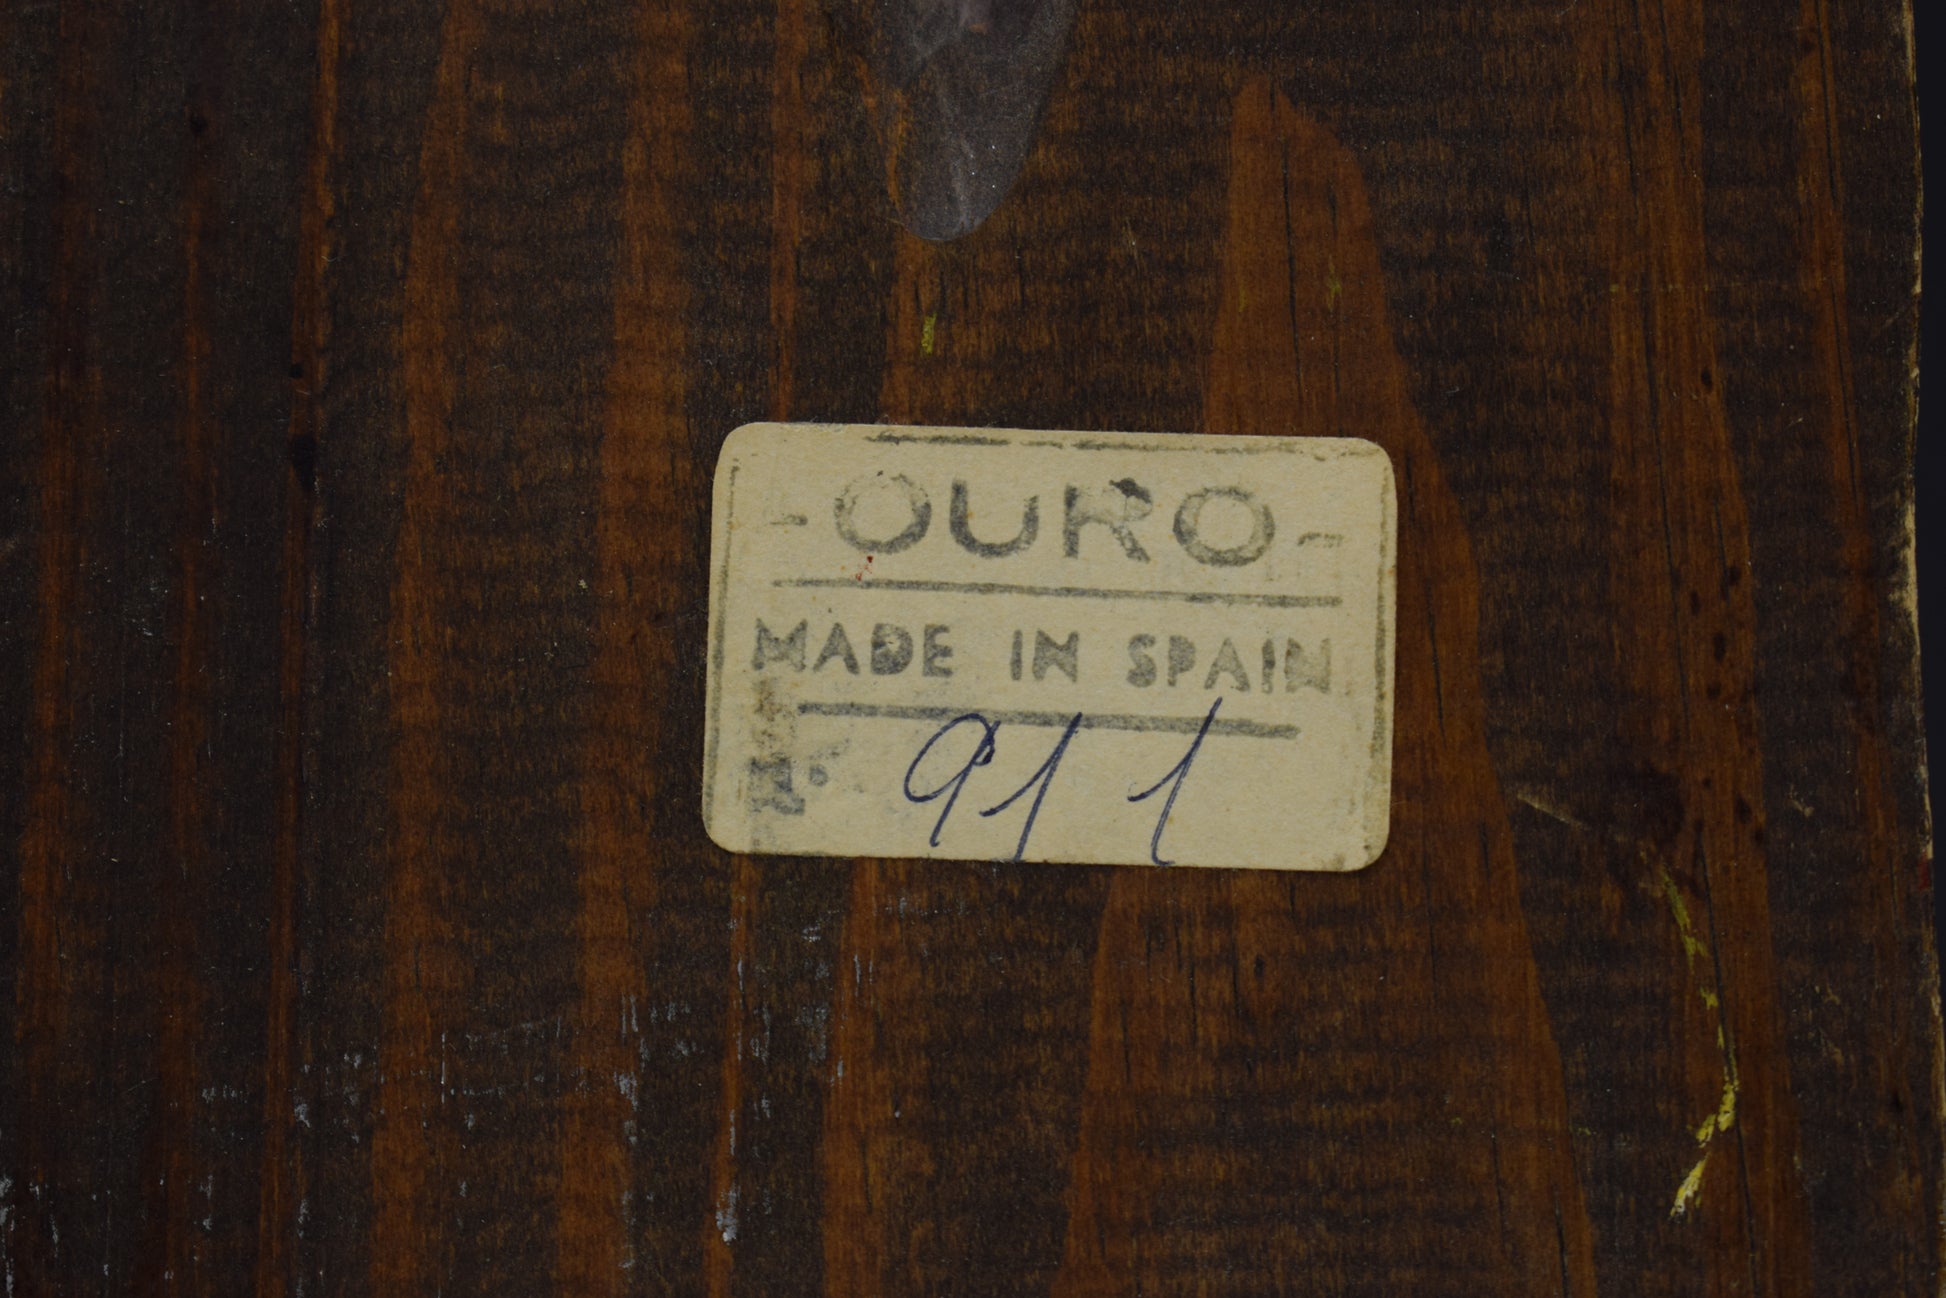 - OURO -
MADE IN SPAIN
N.º 911